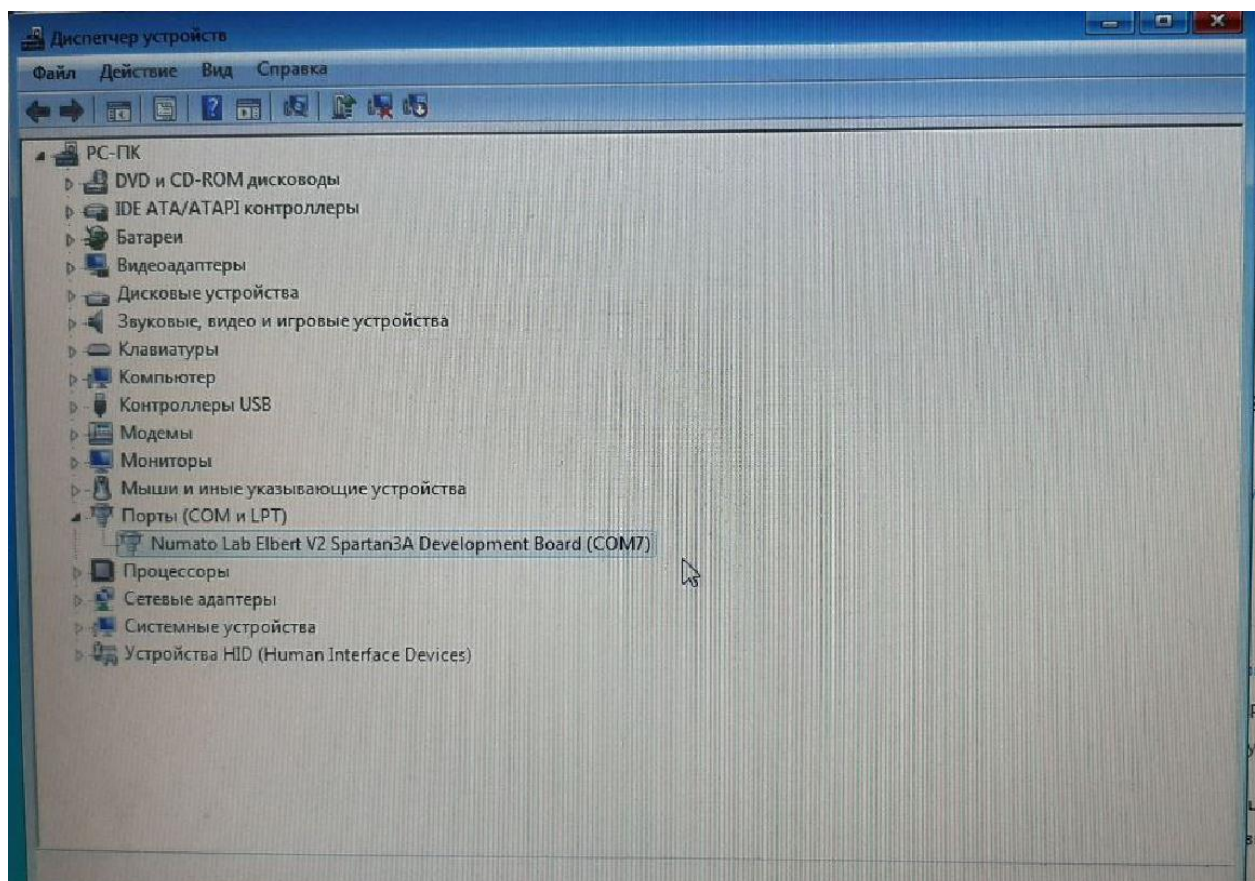 Диспетчер устройств
Файл Действие Вид Справка
РС-ПК
DVD и CD-ROM дисководы
IDE ATA/ATAPI контроллеры
Батареи
Видеоадаптеры
Дисковые устройства
Звуковые, видео и игровые устройства
Клавиатуры
Компьютер
Контроллеры USB
Модемы
Мониторы
Мыши и иные указывающие устройства
Порты (COM и LPT)
Numato Lab Elbert V2 Spartan3A Development Board (COM7)
Процессоры
Сетевые адаптеры
Системные устройства
Устройства HID (Human Interface Devices)